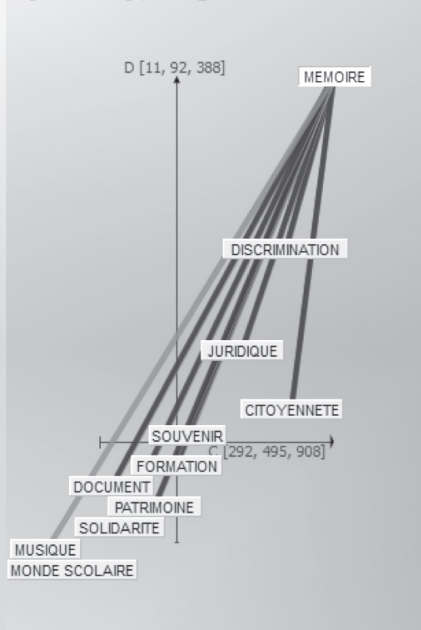 D [11, 92, 388]
MEMOIRE
DISCRIMINATION
JURIDIQUE
CITOYENNETE
SOUVENIR
C [292, 495, 908]
FORMATION
DOCUMENT
PATRIMOINE
SOLIDARITE
MUSIQUE
MONDE SCOLAIRE